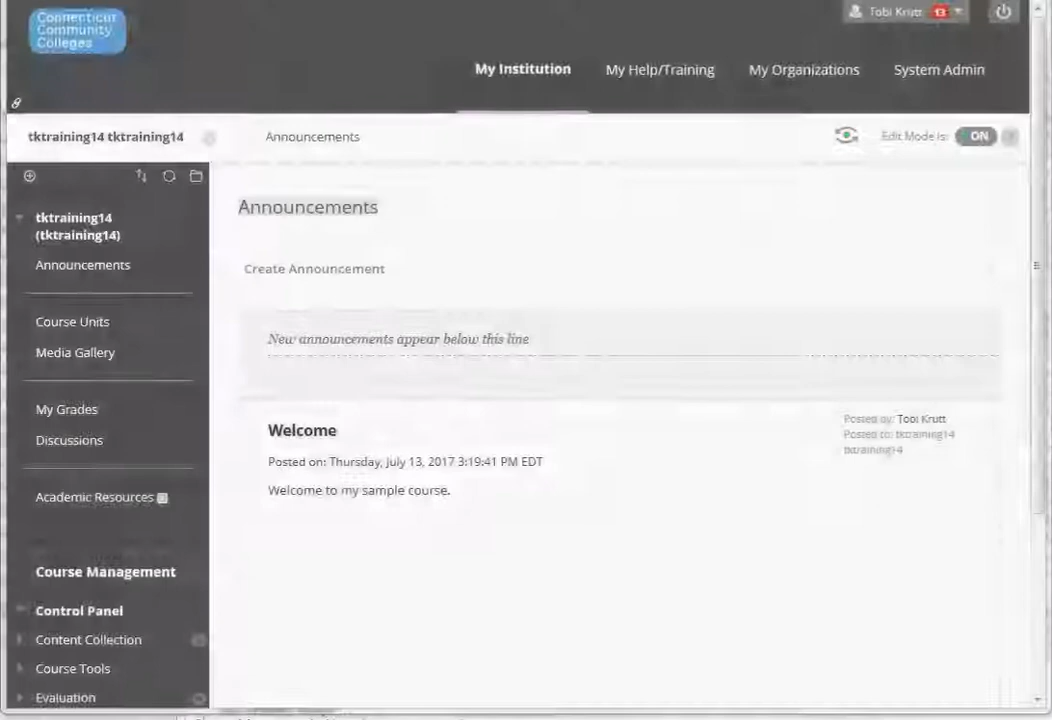 Connecticut
Community
Colleges
Tobi Krutt 13
My Institution
My Help/Training
My Organizations
System Admin
tktraining14 tktraining14
Announcements
Edit Mode is: ON
tktraining14
(tktraining14)
Announcements
Course Units
Media Gallery
My Grades
Discussions
Academic Resources
Course Management
Control Panel
Content Collection
Course Tools
Evaluation
Announcements
Create Announcement
New announcements appear below this line
Welcome
Posted on: Thursday, July 13, 2017 3:19:41 PM EDT
Welcome to my sample course.
Posted by: Tobi Krutt
Posted to: tktraining14
tktraining14